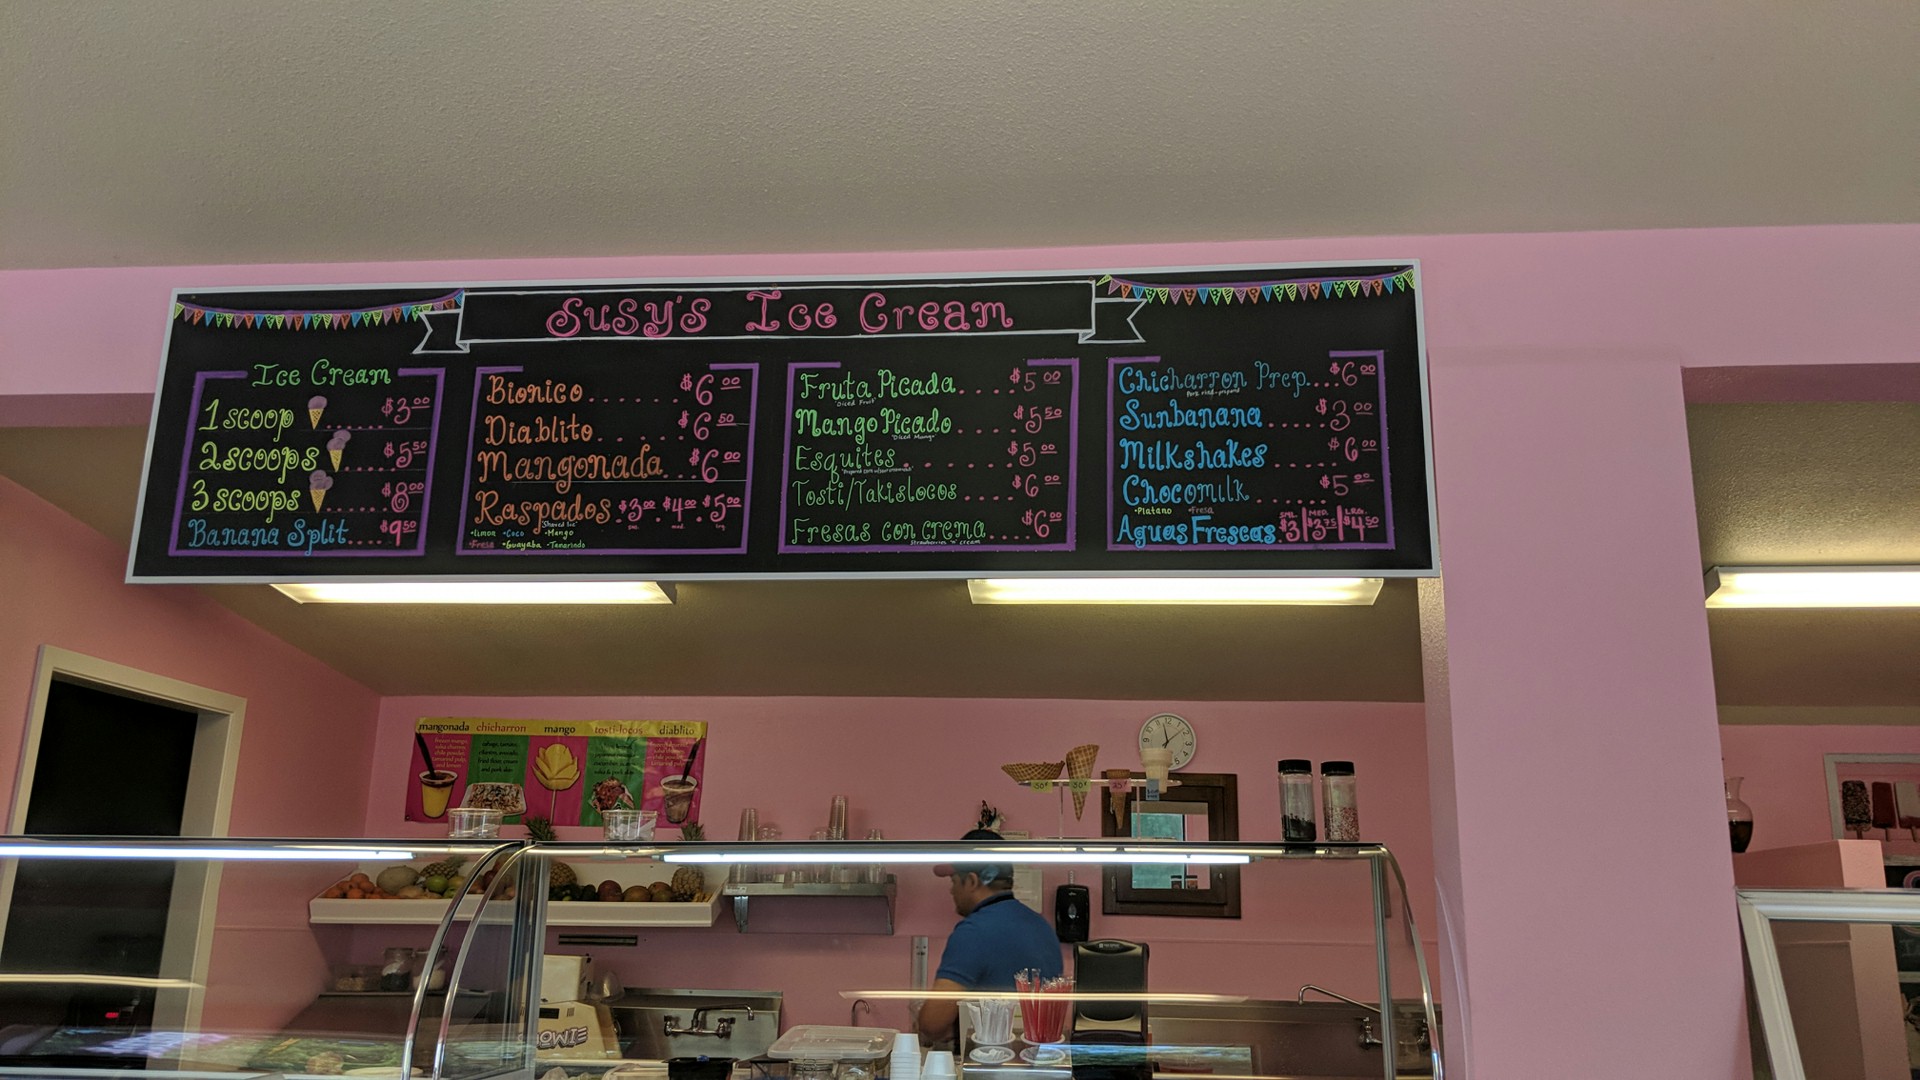 Susy's Ice Cream
Ice Cream
1 scoop ..... $3.00
2 scoops ..... $5.50
3 scoops ..... $8.00
Banana Split.... $9.50
Bionico ...... $6.00
Diablito. .... $6.50
Mangonada .. $6.00
Raspados $3.00 $4.00 $5.00
"Shaved Ice" sml. med. lrg.
•Limon •Coco •Mango
•Fresa •Guayaba •Tamarindo
Fruta Picada.... $5.00
"Diced Fruit"
Mango Picado .... $5.50
"Diced Mango"
Esquites ....... $5.00
Tosti/Takislocos .... $6.00
Fresas con crema .... $6.00
Strawberries 'n' cream
Chicharron Prep.... $6.00
Sunbanana ..... $3.00
Milkshakes .... $6.00
Chocomilk ...... $5.00
•Platano •Fresa
SML. MED. LRG.
Aguas Frescas $3|$3.75|$4.50
mangonada chicharron mango tosti-locos diablito